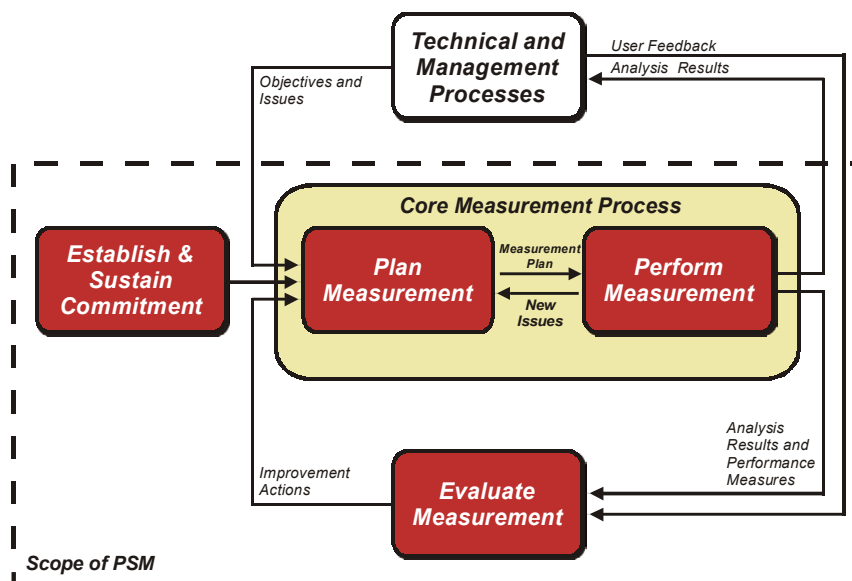 Technical and
Management
Processes
User Feedback
Analysis Results
Objectives and
Issues
Core Measurement Process
Establish &
Sustain
Commitment
Plan
Measurement
Measurement
Plan
New
Issues
Perform
Measurement
Analysis
Results and
Performance
Measures
Improvement
Actions
Evaluate
Measurement
Scope of PSM